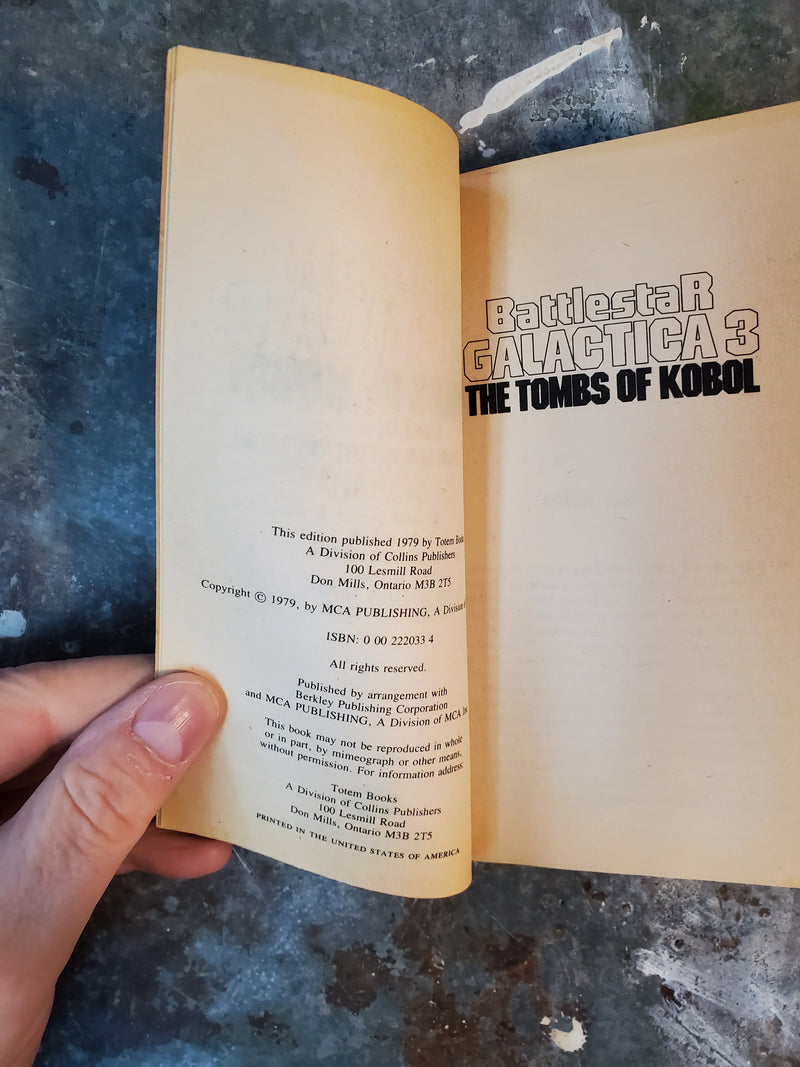 This edition published 1979 by Totem Books
A Division of Collins Publishers
100 Lesmill Road
Don Mills, Ontario M3B 2T5
Copyright © 1979, by MCA PUBLISHING, A Division
ISBN: 0 00 222033 4
All rights reserved.
Published by arrangement with
Berkley Publishing Corporation
and MCA PUBLISHING, A Division of MCA
This book may not be reproduced in whole
or in part, by mimeograph or other means,
without permission. For information address:
Totem Books
A Division of Collins Publishers
100 Lesmill Road
Don Mills, Ontario M3B 2T5
PRINTED IN THE UNITED STATES OF AMERICA
BattlestaR
GALACTICA 3
THE TOMBS OF KOBOL